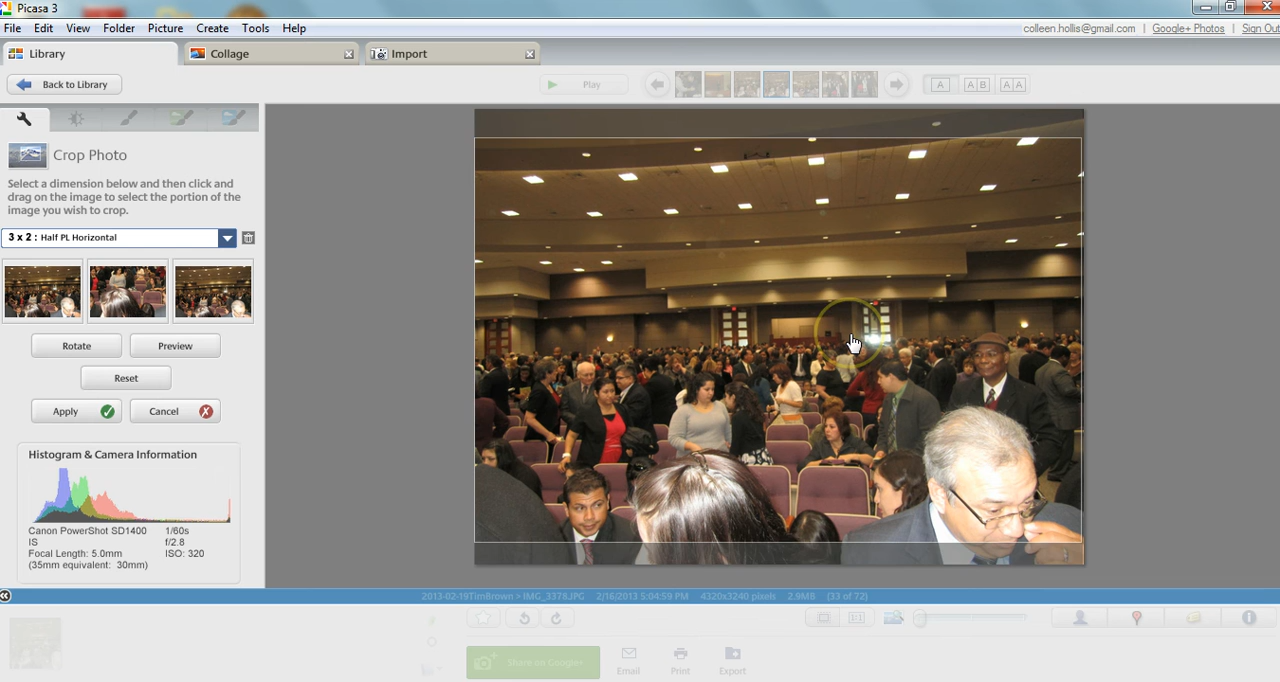 Picasa 3
File Edit View Folder Picture Create Tools Help
colleen.hollis@gmail.com | Google+ Photos | Sign Out
Library
Collage
Import
Back to Library
Play
A
A B
A A
Crop Photo
Select a dimension below and then click and
drag on the image to select the portion of the
image you wish to crop.
3 x 2 : Half PL Horizontal
Rotate
Preview
Reset
Apply
Cancel
Histogram & Camera Information
Canon PowerShot SD1400 1/60s
IS f/2.8
Focal Length: 5.0mm ISO: 320
(35mm equivalent: 30mm)
2013-02-19TimBrown > IMG_3378.JPG 2/16/2013 5:04:59 PM 4320x3240 pixels 2.9MB (33 of 72)
1:1
Share on Google+
Email
Print
Export